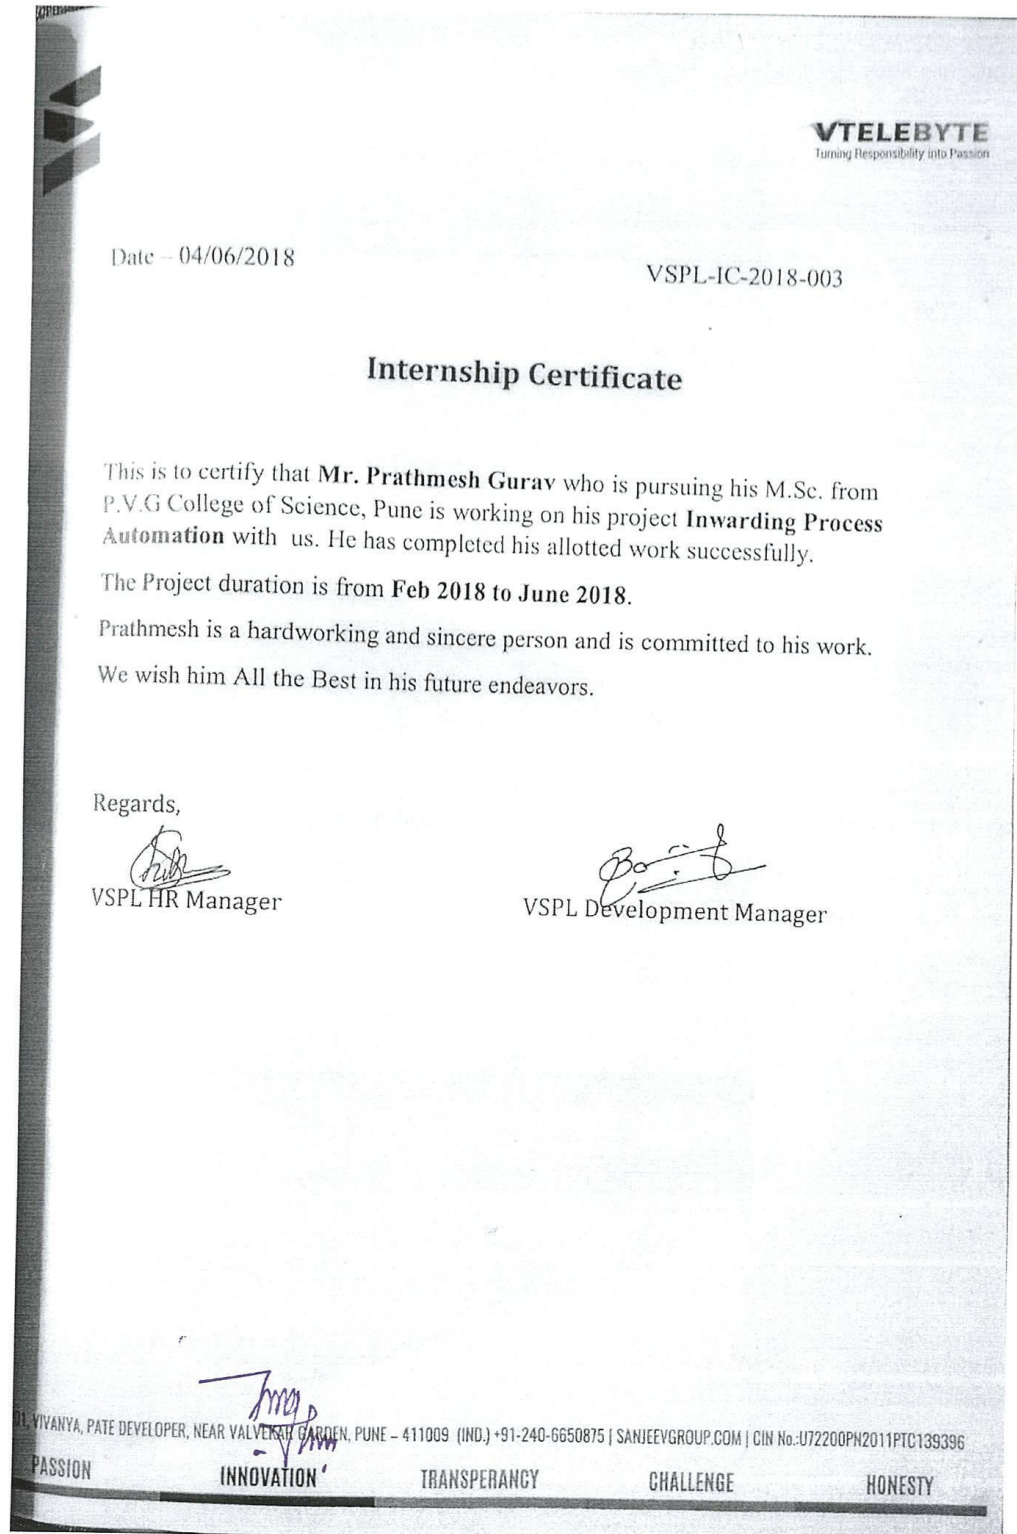 VTELEBYTE
Turning Responsibility into Passion
Date – 04/06/2018
VSPL-IC-2018-003
Internship Certificate
This is to certify that Mr. Prathmesh Gurav who is pursuing his M.Sc. from
P.V.G College of Science, Pune is working on his project Inwarding Process
Automation with us. He has completed his allotted work successfully.
The Project duration is from Feb 2018 to June 2018.
Prathmesh is a hardworking and sincere person and is committed to his work.
We wish him All the Best in his future endeavors.
Regards,
VSPL HR Manager
VSPL Development Manager
01, VIVANYA, PATE DEVELOPER, NEAR VALVEKAR GARDEN, PUNE – 411009 (IND.) +91-240-6650875 | SANJEEVGROUP.COM | CIN No.:U72200PN2011PTC139396
PASSION INNOVATION TRANSPERANCY CHALLENGE HONESTY